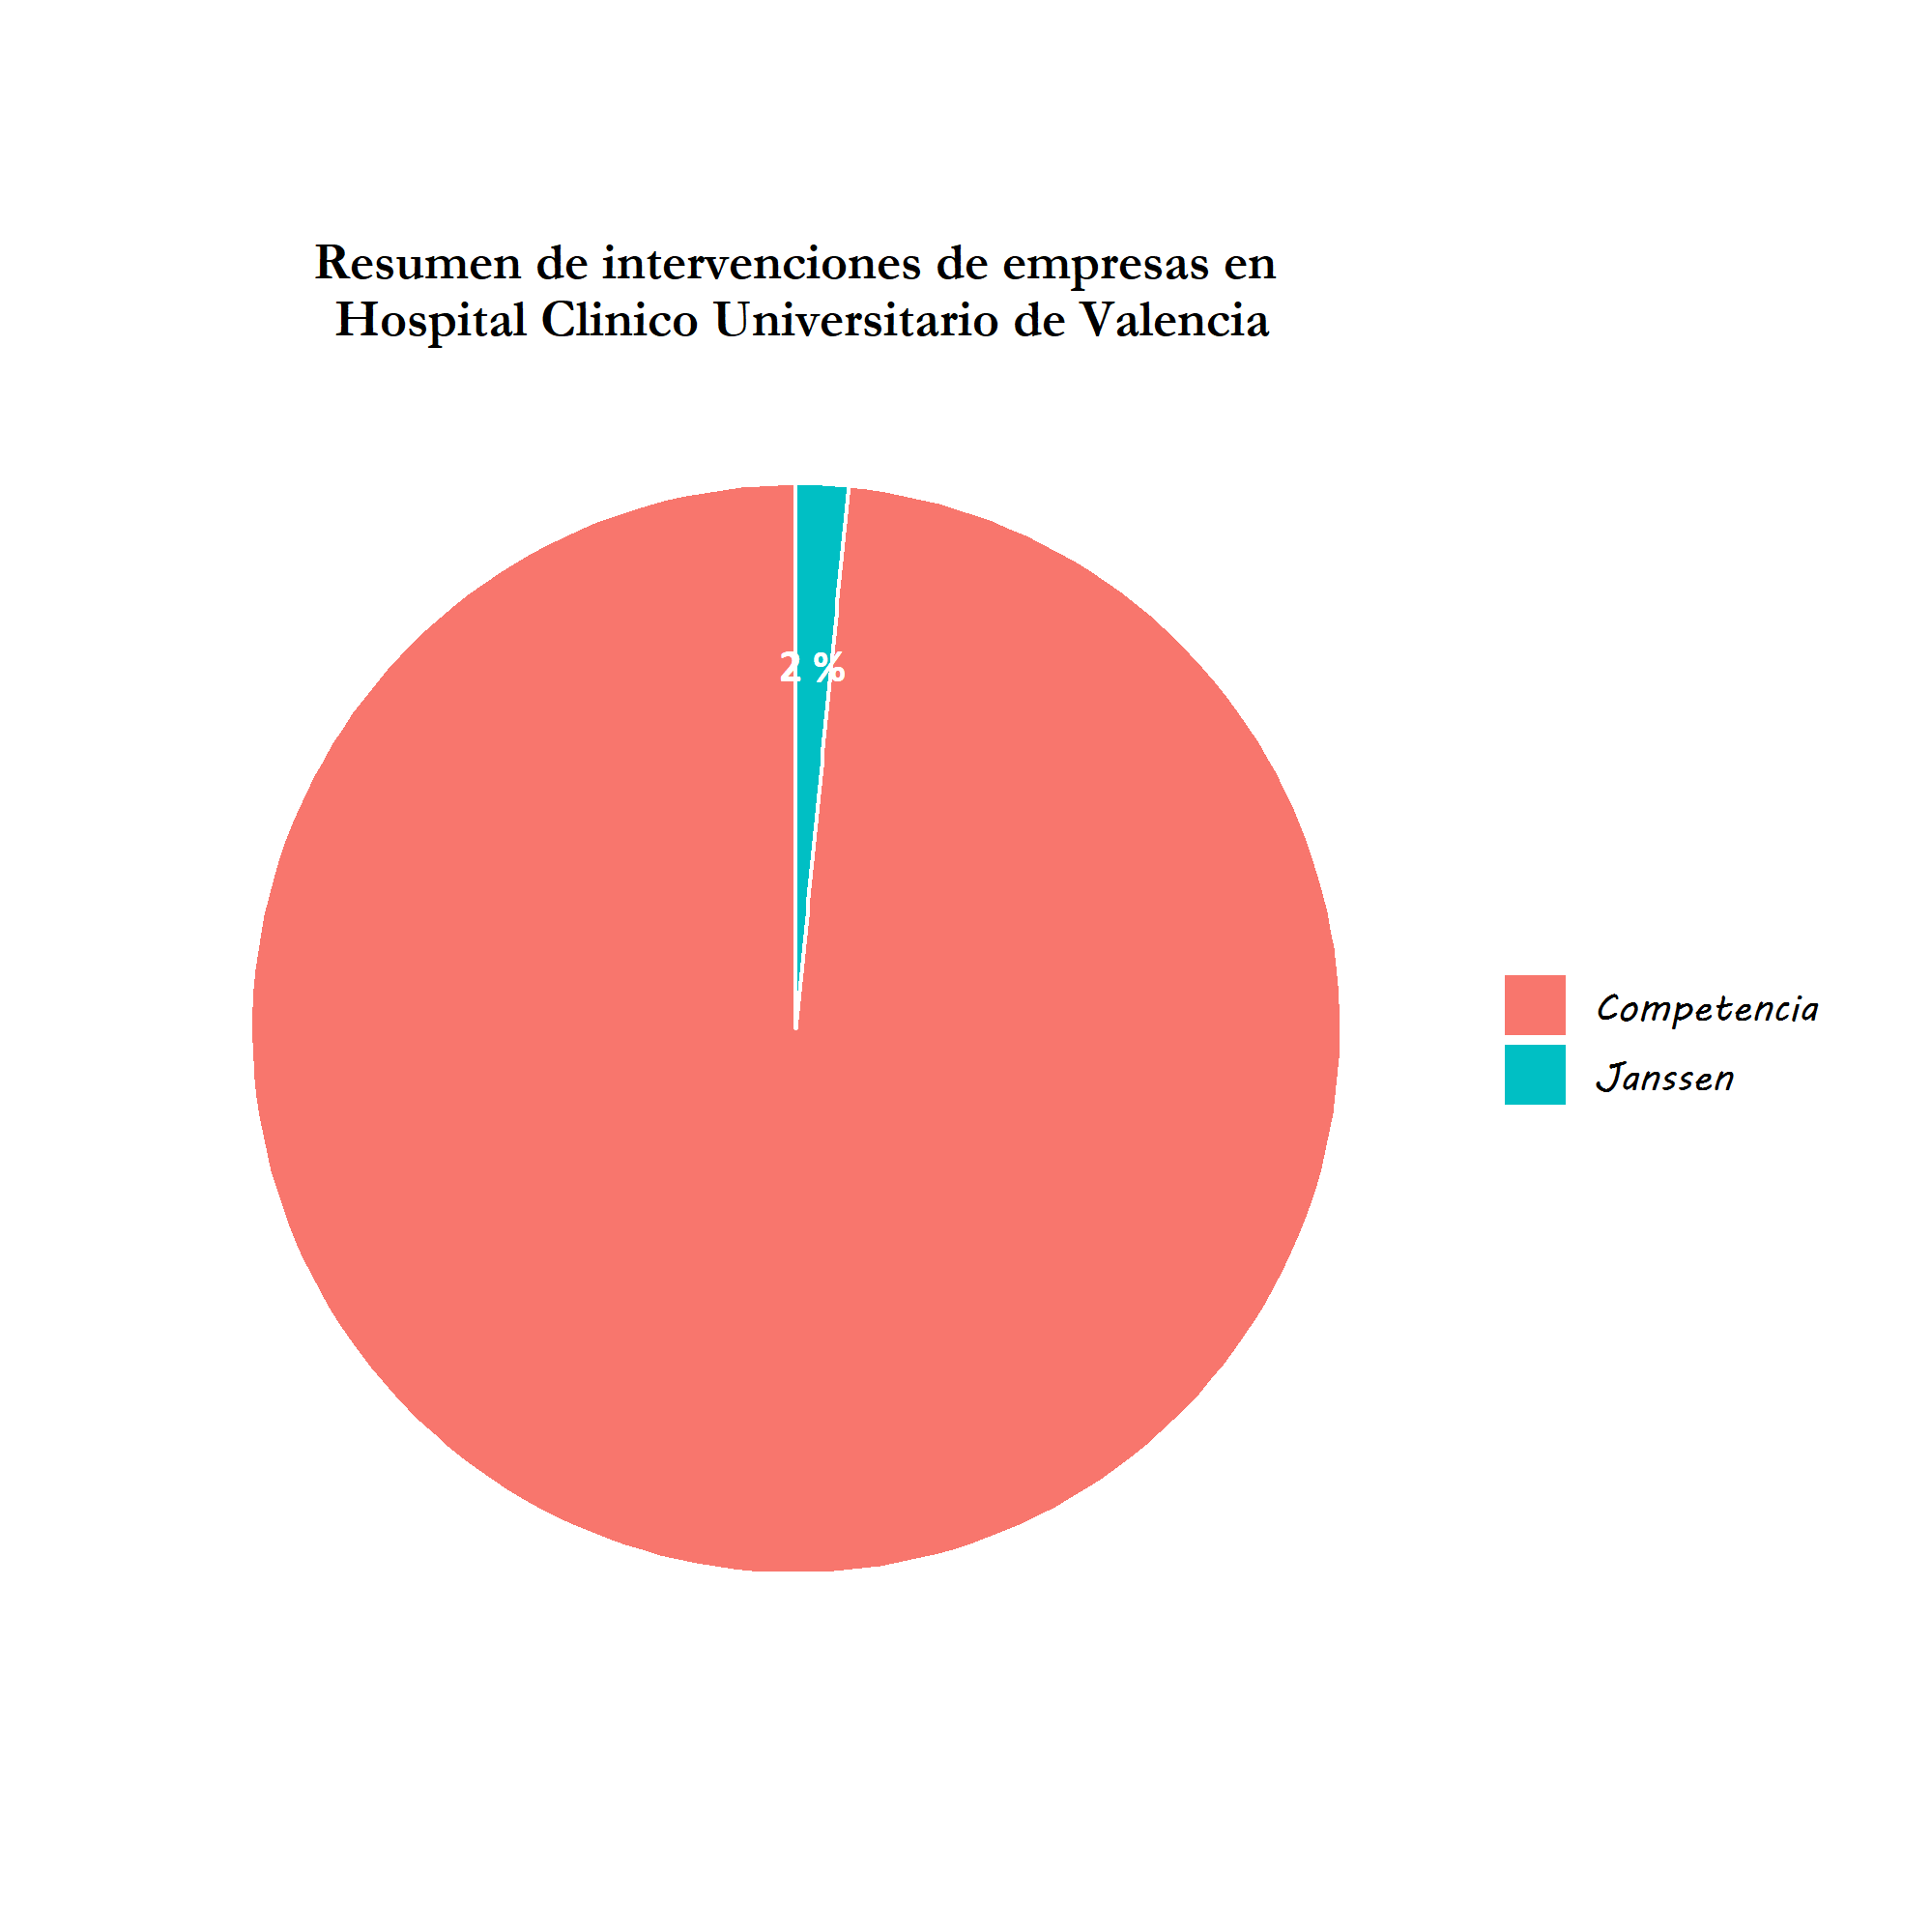 Resumen de intervenciones de empresas en
Hospital Clinico Universitario de Valencia
2 %
Competencia
Janssen